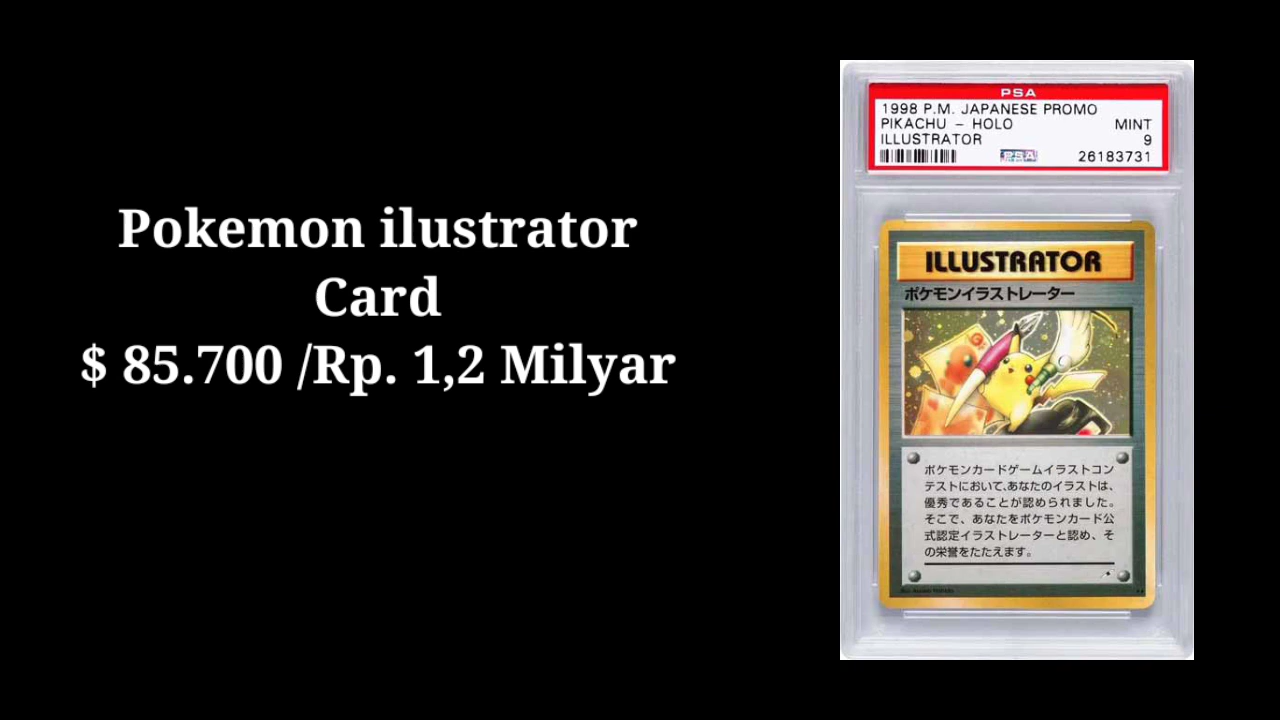 Pokemon ilustrator
Card
$ 85.700 /Rp. 1,2 Milyar
PSA
1998 P.M. JAPANESE PROMO
PIKACHU – HOLO MINT
ILLUSTRATOR 9
PSA 26183731
ILLUSTRATOR
ポケモンイラストレーター
ポケモンカードゲームイラストコン
テストにおいて、あなたのイラストは、
優秀であることが認められました。
そこで、あなたをポケモンカード公
式認定イラストレーターと認め、そ
の栄誉をたたえます。